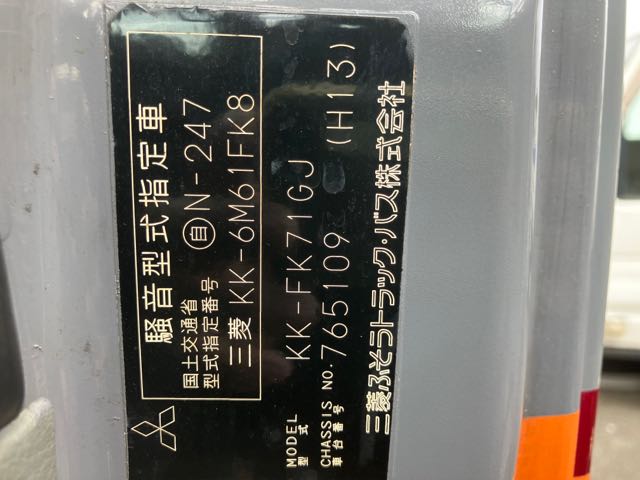 騒音型式指定車
国土交通省
型式指定番号 自N-247
三菱 KK-6M61FK8
MODEL
型式 KK-FK71GJ
CHASSIS NO.
車台番号 765109 (H13)
三菱ふそうトラック・バス株式会社